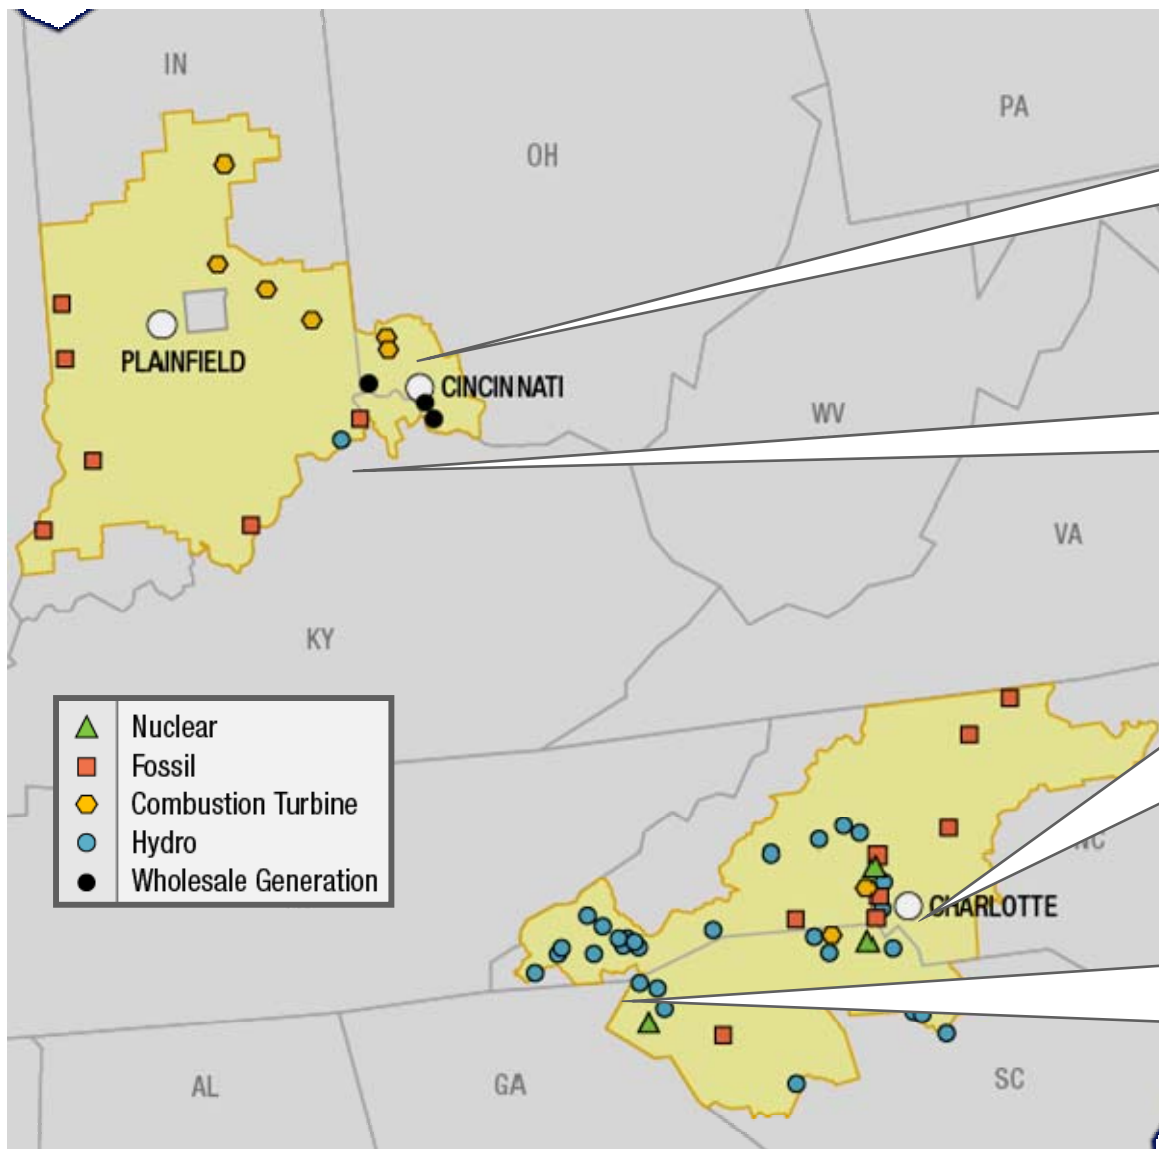 IN
PA
OH
PLAINFIELD
CINCINNATI
WV
VA
KY
Nuclear
Fossil
Combustion Turbine
Hydro
Wholesale Generation
NC
CHARLOTTE
AL
GA
SC